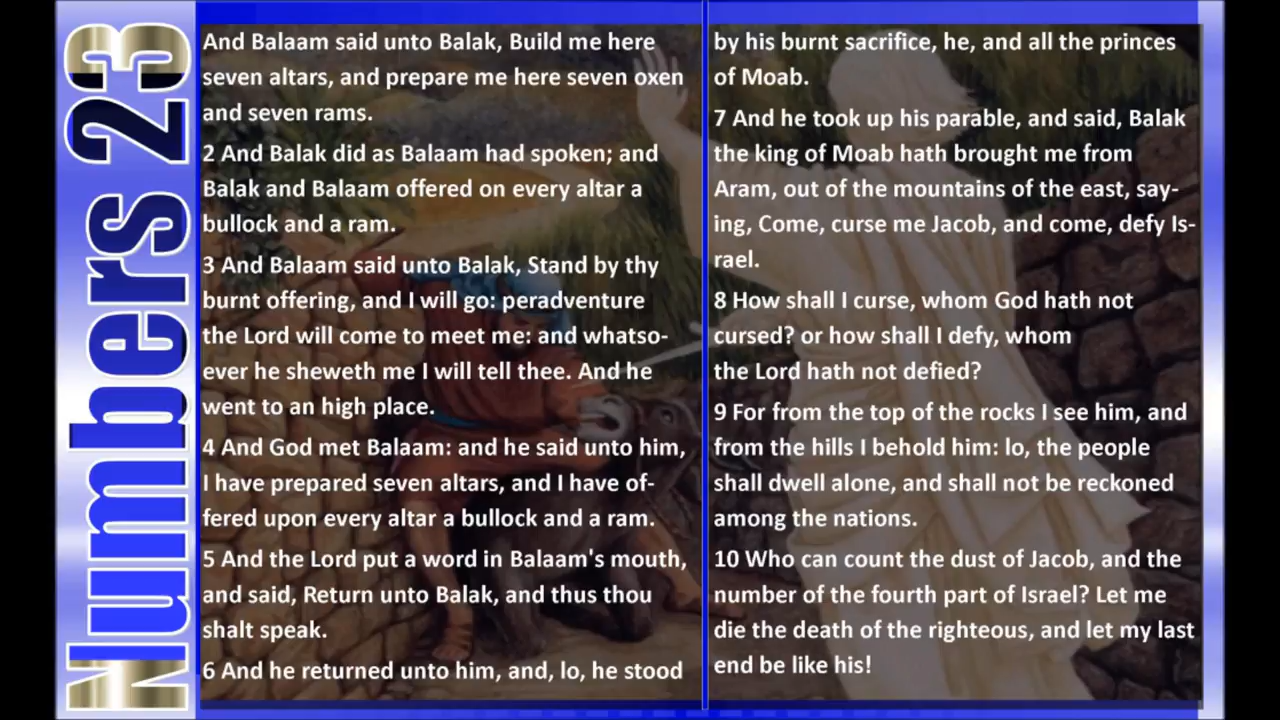 Numbers 23
And Balaam said unto Balak, Build me here
seven altars, and prepare me here seven oxen
and seven rams.
2 And Balak did as Balaam had spoken; and
Balak and Balaam offered on every altar a
bullock and a ram.
3 And Balaam said unto Balak, Stand by thy
burnt offering, and I will go: peradventure
the Lord will come to meet me: and whatso-
ever he sheweth me I will tell thee. And he
went to an high place.
4 And God met Balaam: and he said unto him,
I have prepared seven altars, and I have of-
fered upon every altar a bullock and a ram.
5 And the Lord put a word in Balaam's mouth,
and said, Return unto Balak, and thus thou
shalt speak.
6 And he returned unto him, and, lo, he stood
by his burnt sacrifice, he, and all the princes
of Moab.
7 And he took up his parable, and said, Balak
the king of Moab hath brought me from
Aram, out of the mountains of the east, say-
ing, Come, curse me Jacob, and come, defy Is-
rael.
8 How shall I curse, whom God hath not
cursed? or how shall I defy, whom
the Lord hath not defied?
9 For from the top of the rocks I see him, and
from the hills I behold him: lo, the people
shall dwell alone, and shall not be reckoned
among the nations.
10 Who can count the dust of Jacob, and the
number of the fourth part of Israel? Let me
die the death of the righteous, and let my last
end be like his!